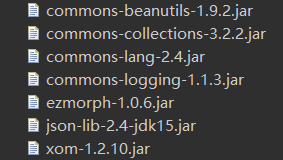 commons-beanutils-1.9.2.jar
commons-collections-3.2.2.jar
commons-lang-2.4.jar
commons-logging-1.1.3.jar
ezmorph-1.0.6.jar
json-lib-2.4-jdk15.jar
xom-1.2.10.jar